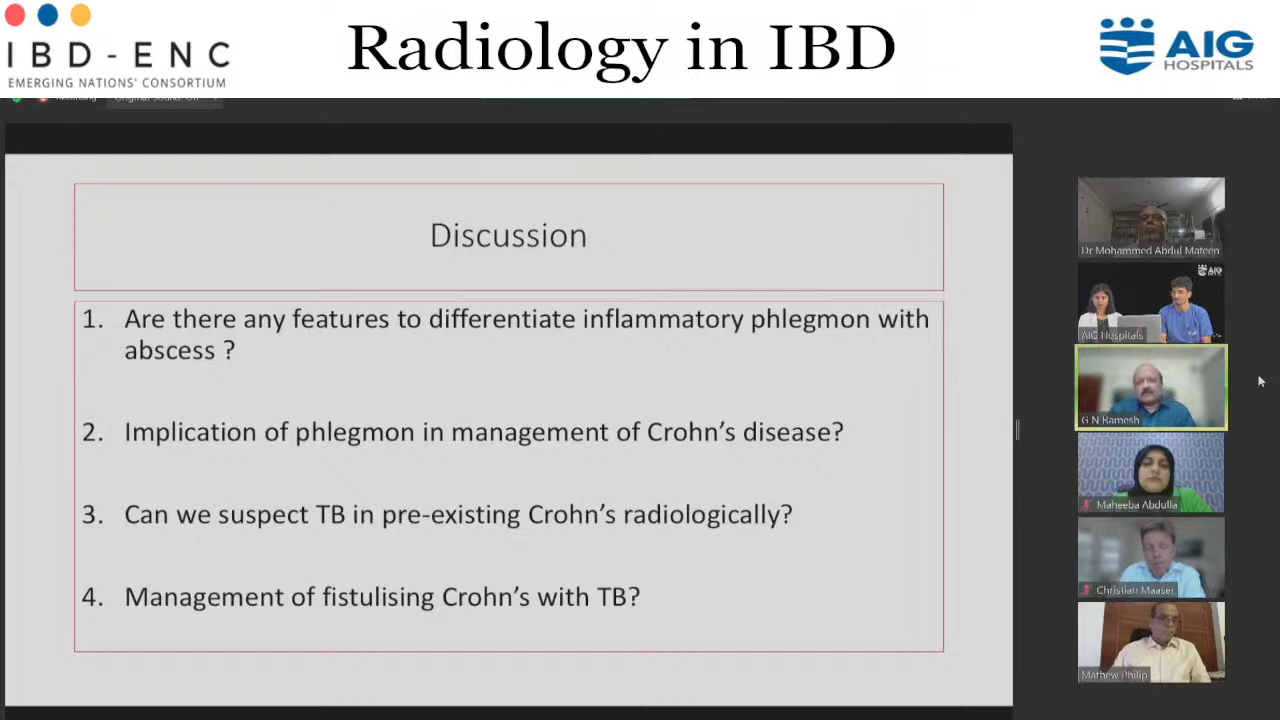 IBD-ENC
EMERGING NATIONS' CONSORTIUM
Radiology in IBD
AIG
HOSPITALS
Discussion
1. Are there any features to differentiate inflammatory phlegmon with
abscess ?
2. Implication of phlegmon in management of Crohn's disease?
3. Can we suspect TB in pre-existing Crohn's radiologically?
4. Management of fistulising Crohn's with TB?
Dr Mohammed Abdul Mateen
AIG
AIG Hospitals
G N Ramesh
Maheeba Abdulla
Christian Maaser
Mathew Philip